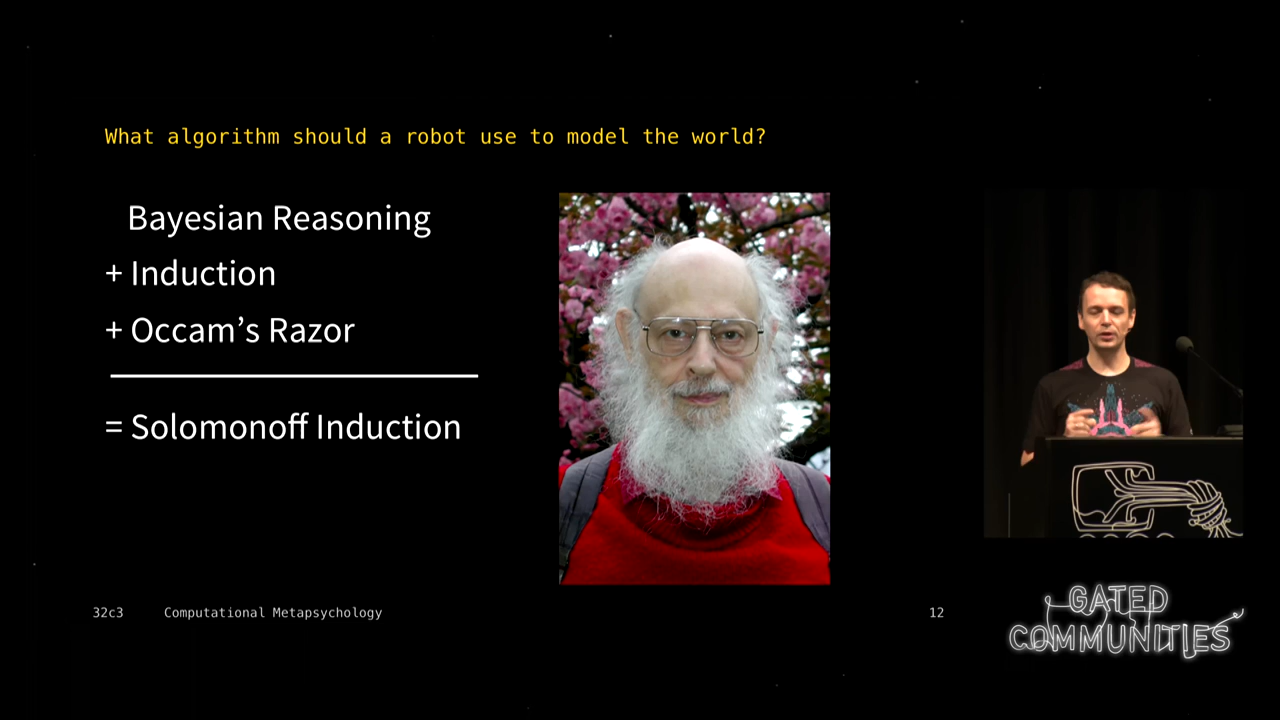 What algorithm should a robot use to model the world?
Bayesian Reasoning
+ Induction
+ Occam’s Razor
= Solomonoff Induction
32c3 Computational Metapsychology 12
GATED
COMMUNITIES